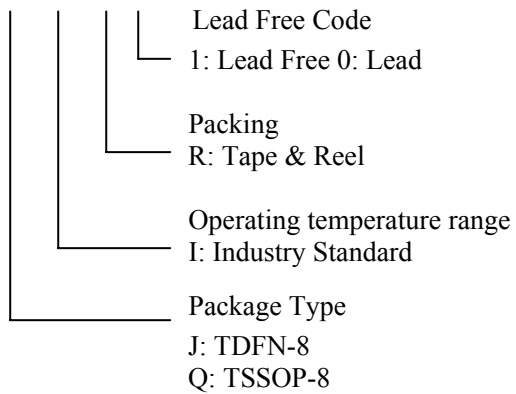 Lead Free Code
1: Lead Free 0: Lead
Packing
R: Tape & Reel
Operating temperature range
I: Industry Standard
Package Type
J: TDFN-8
Q: TSSOP-8